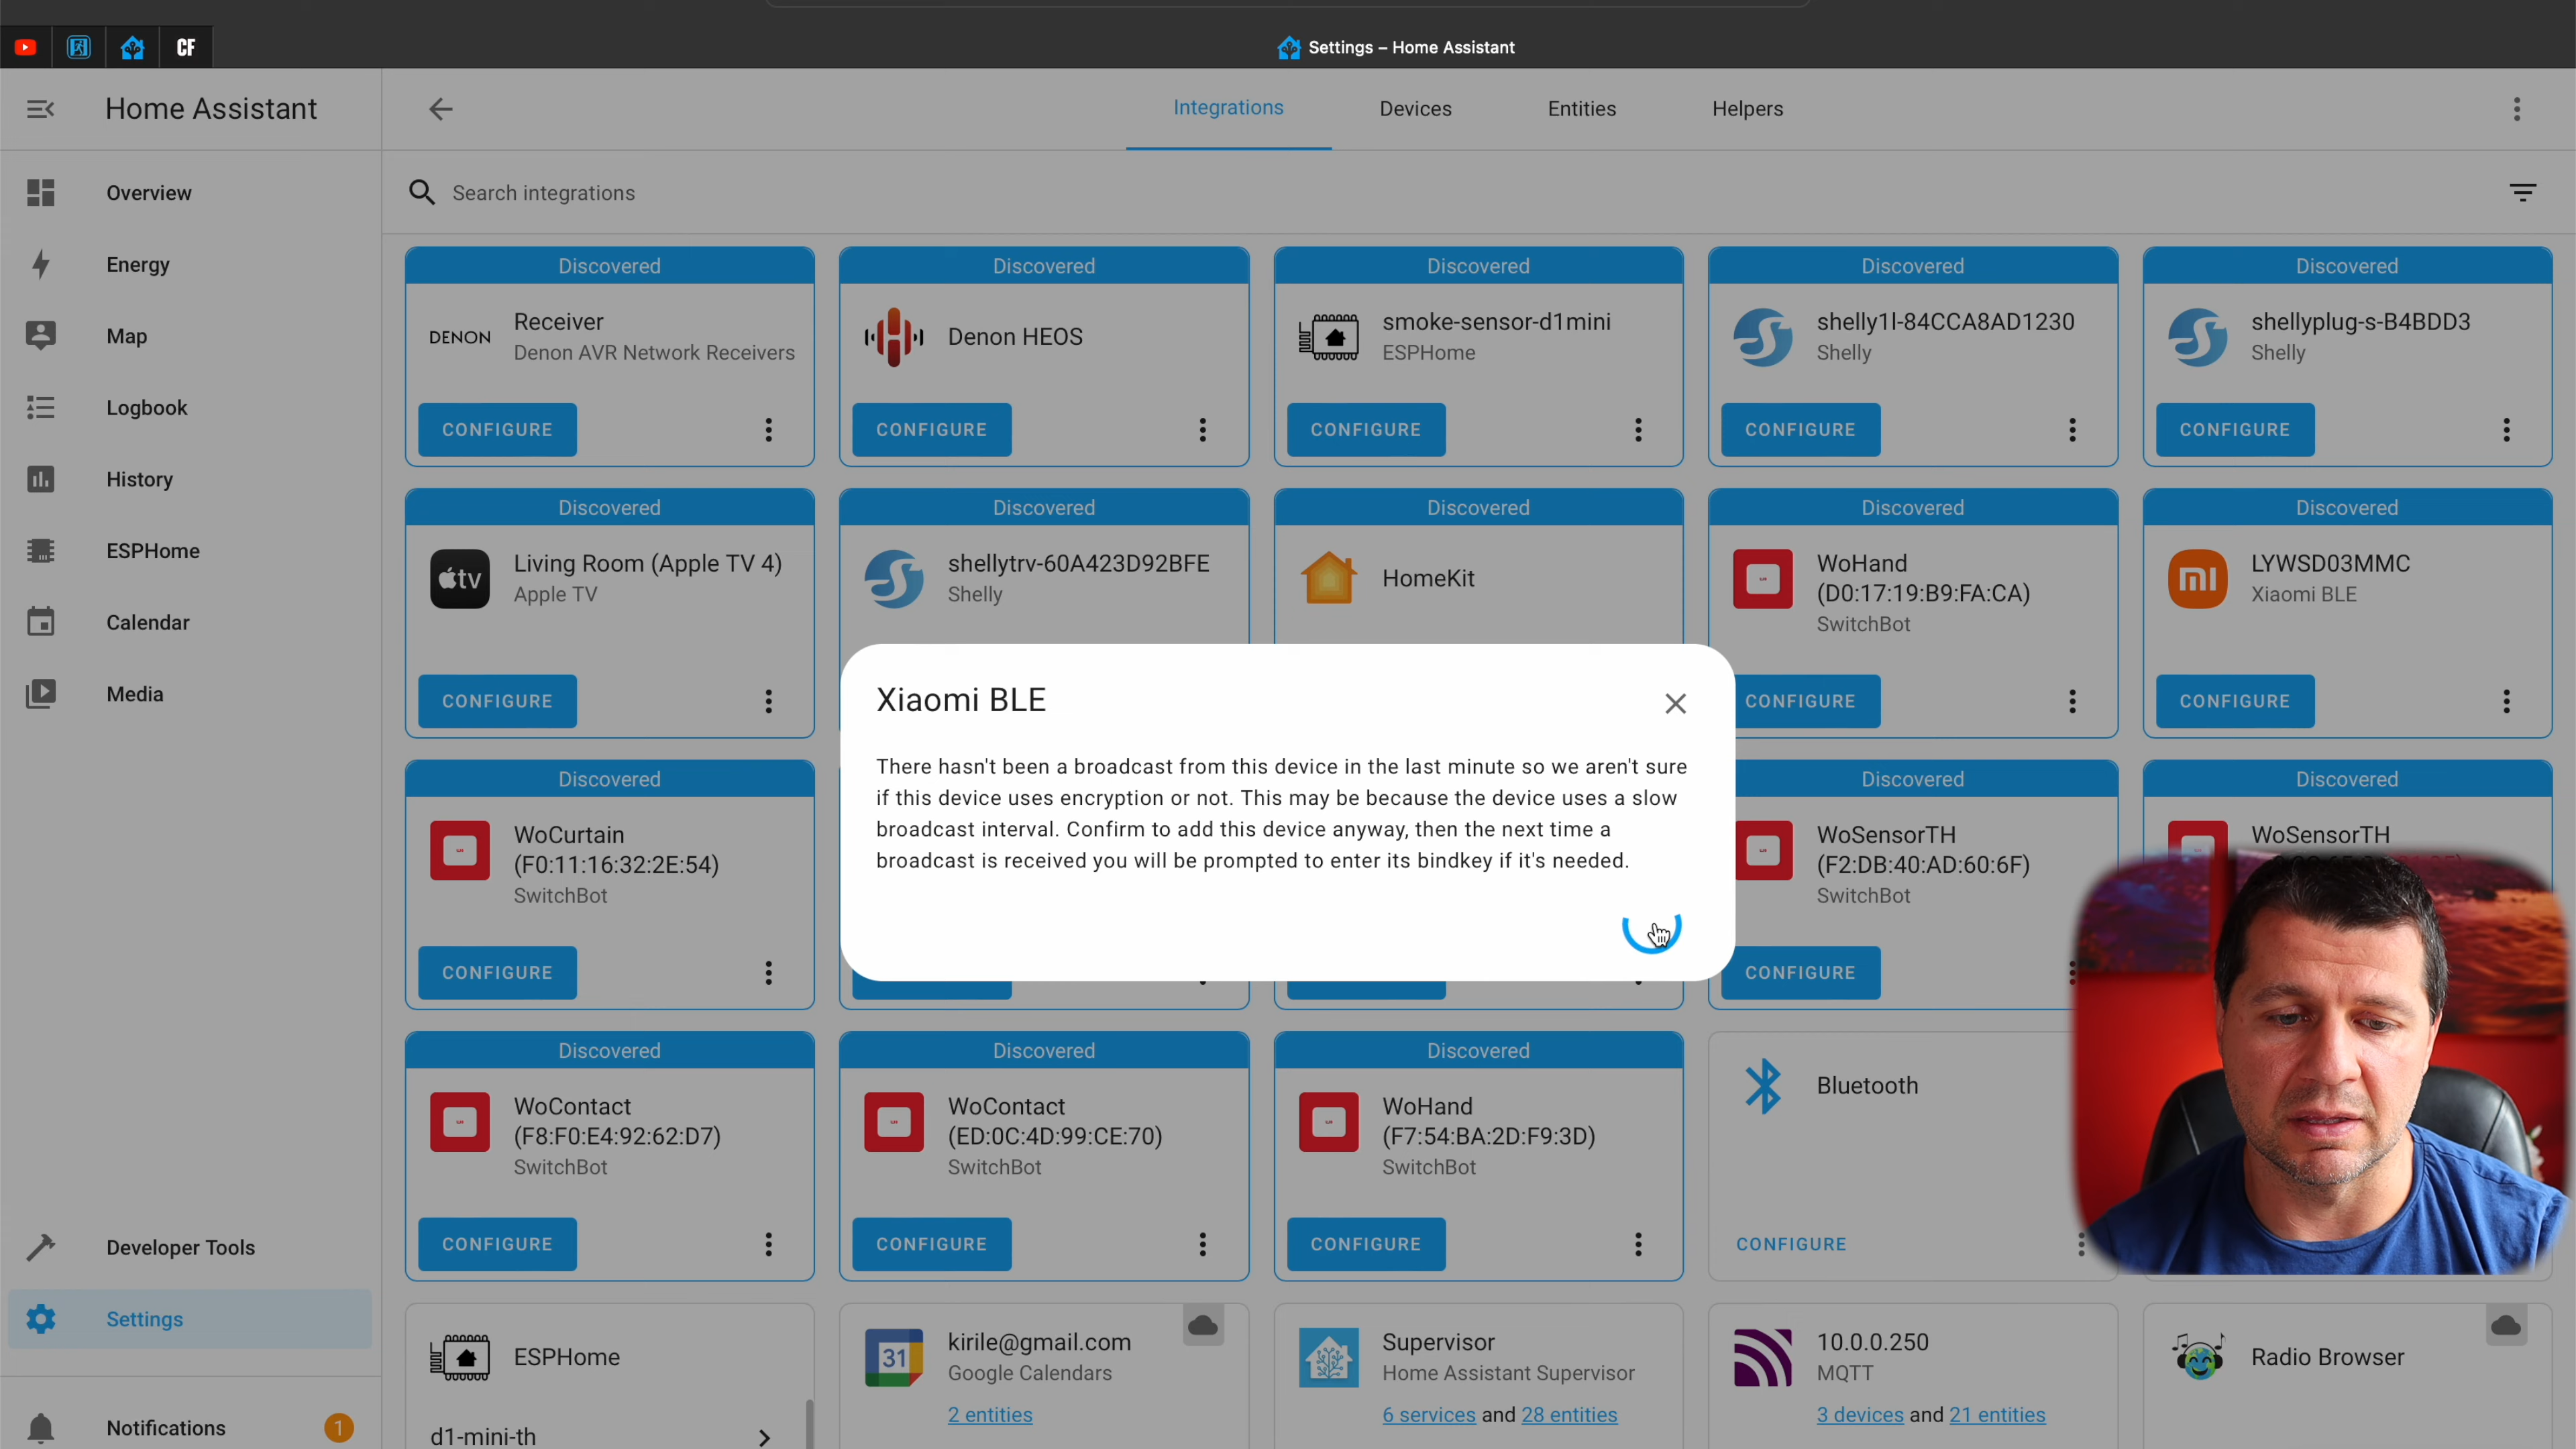 CF
Settings – Home Assistant
Home Assistant
Integrations
Devices
Entities
Helpers
Overview
Energy
Map
Logbook
History
ESPHome
Calendar
Media
Developer Tools
Settings
Notifications
1
Search integrations
Discovered
DENON
Receiver
Denon AVR Network Receivers
CONFIGURE
Discovered
Denon HEOS
CONFIGURE
Discovered
smoke-sensor-d1mini
ESPHome
CONFIGURE
Discovered
shelly1l-84CCA8AD1230
Shelly
CONFIGURE
Discovered
shellyplug-s-B4BDD3
Shelly
CONFIGURE
Discovered
tv
Living Room (Apple TV 4)
Apple TV
CONFIGURE
Discovered
shellytrv-60A423D92BFE
Shelly
Discovered
HomeKit
Discovered
WoHand
(D0:17:19:B9:FA:CA)
SwitchBot
CONFIGURE
Discovered
mi
LYWSD03MMC
Xiaomi BLE
CONFIGURE
Xiaomi BLE
There hasn't been a broadcast from this device in the last minute so we aren't sure
if this device uses encryption or not. This may be because the device uses a slow
broadcast interval. Confirm to add this device anyway, then the next time a
broadcast is received you will be prompted to enter its bindkey if it's needed.
Discovered
WoCurtain
(F0:11:16:32:2E:54)
SwitchBot
CONFIGURE
Discovered
WoSensorTH
(F2:DB:40:AD:60:6F)
SwitchBot
CONFIGURE
Discovered
WoSensorTH
Discovered
WoContact
(F8:F0:E4:92:62:D7)
SwitchBot
CONFIGURE
Discovered
WoContact
(ED:0C:4D:99:CE:70)
SwitchBot
CONFIGURE
Discovered
WoHand
(F7:54:BA:2D:F9:3D)
SwitchBot
CONFIGURE
Bluetooth
CONFIGURE
ESPHome
d1-mini-th
31
kirile@gmail.com
Google Calendars
2 entities
Supervisor
Home Assistant Supervisor
6 services and 28 entities
10.0.0.250
MQTT
3 devices and 21 entities
Radio Browser